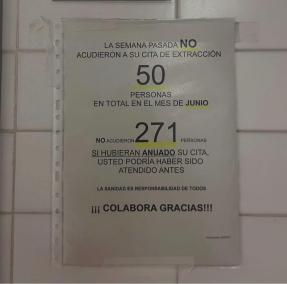 LA SEMANA PASADA NO
ACUDIERON A SU CITA DE EXTRACCIÓN
50
PERSONAS
EN TOTAL EN EL MES DE JUNIO
NO ACUDIERON 271 PERSONAS
SI HUBIERAN ANUADO SU CITA,
USTED PODRÍA HABER SIDO
ATENDIDO ANTES
LA SANIDAD ES RESPONSABILIDAD DE TODOS
¡¡¡ COLABORA GRACIAS!!!